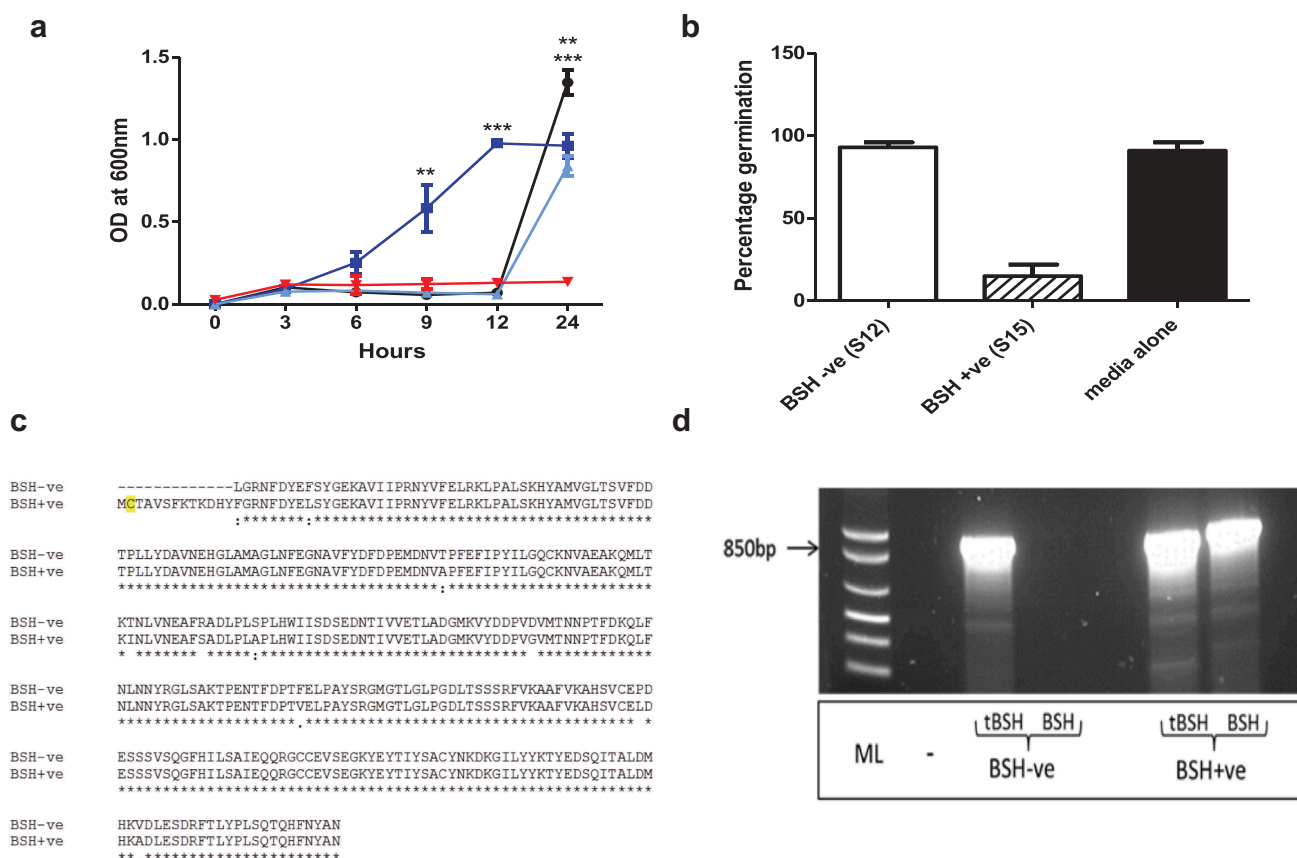 a
**
***
***
**
1.5
1.0
0.5
0.0
OD at 600nm
0 3 6 9 12 24
Hours
b
150
100
50
0
Percentage germination
BSH -ve (S12)
BSH +ve (S15)
media alone
c
BSH-ve -------------LGRNFDYEFSYGEKAVIIPRNYVFELRKLPALSKHYAMVGLTSVFDD
BSH+ve MCTAVSFKTKDHYFGRNFDYELSYGEKAVIIPRNYVFELRKLPALSKHYAMVGLTSVFDD
:*******:***************************************
BSH-ve TPLLYDAVNEHGLAMAGLNFEGNAVFYDFDPEMDNVTPFEFIPYILGQCKNVAEAKQMLT
BSH+ve TPLLYDAVNEHGLAMAGLNFEGNAVFYDFDPEMDNVAPFEFIPYILGQCKNVAEAKQMLT
************************************:***********************
BSH-ve KTNLVNEAFRADLPLSPLHWIISDSEDNTIVVETLADGMKVYDDPVDVMTNNPTFDKQLF
BSH+ve KINLVNEAFSADLPLAPLHWIISDSEDNTIVVETLADGMKVYDDPVGVMTNNPTFDKQLF
* ******* *****:****************************** *************
BSH-ve NLNNYRGLSAKTPENTFDPTFELPAYSRGMGTLGLPGDLTSSSRFVKAAFVKAHSVCEPD
BSH+ve NLNNYRGLSAKTPENTFDPTVELPAYSRGMGTLGLPGDLTSSSRFVKAAFVKAHSVCELD
********************.************************************* *
BSH-ve ESSSVSQGFHILSAIEQQRGCCEVSEGKYEYTIYSACYNKDKGILYYKTYEDSQITALDM
BSH+ve ESSSVSQGFHILSAIEQQRGCCEVSEGKYEYTIYSACYNKDKGILYYKTYEDSQITALDM
************************************************************
BSH-ve HKVDLESDRFTLYPLSQTQHFNYAN
BSH+ve HKADLESDRFTLYPLSQTQHFNYAN
** **********************
d
850bp
tBSH BSH tBSH BSH
ML - BSH-ve BSH+ve